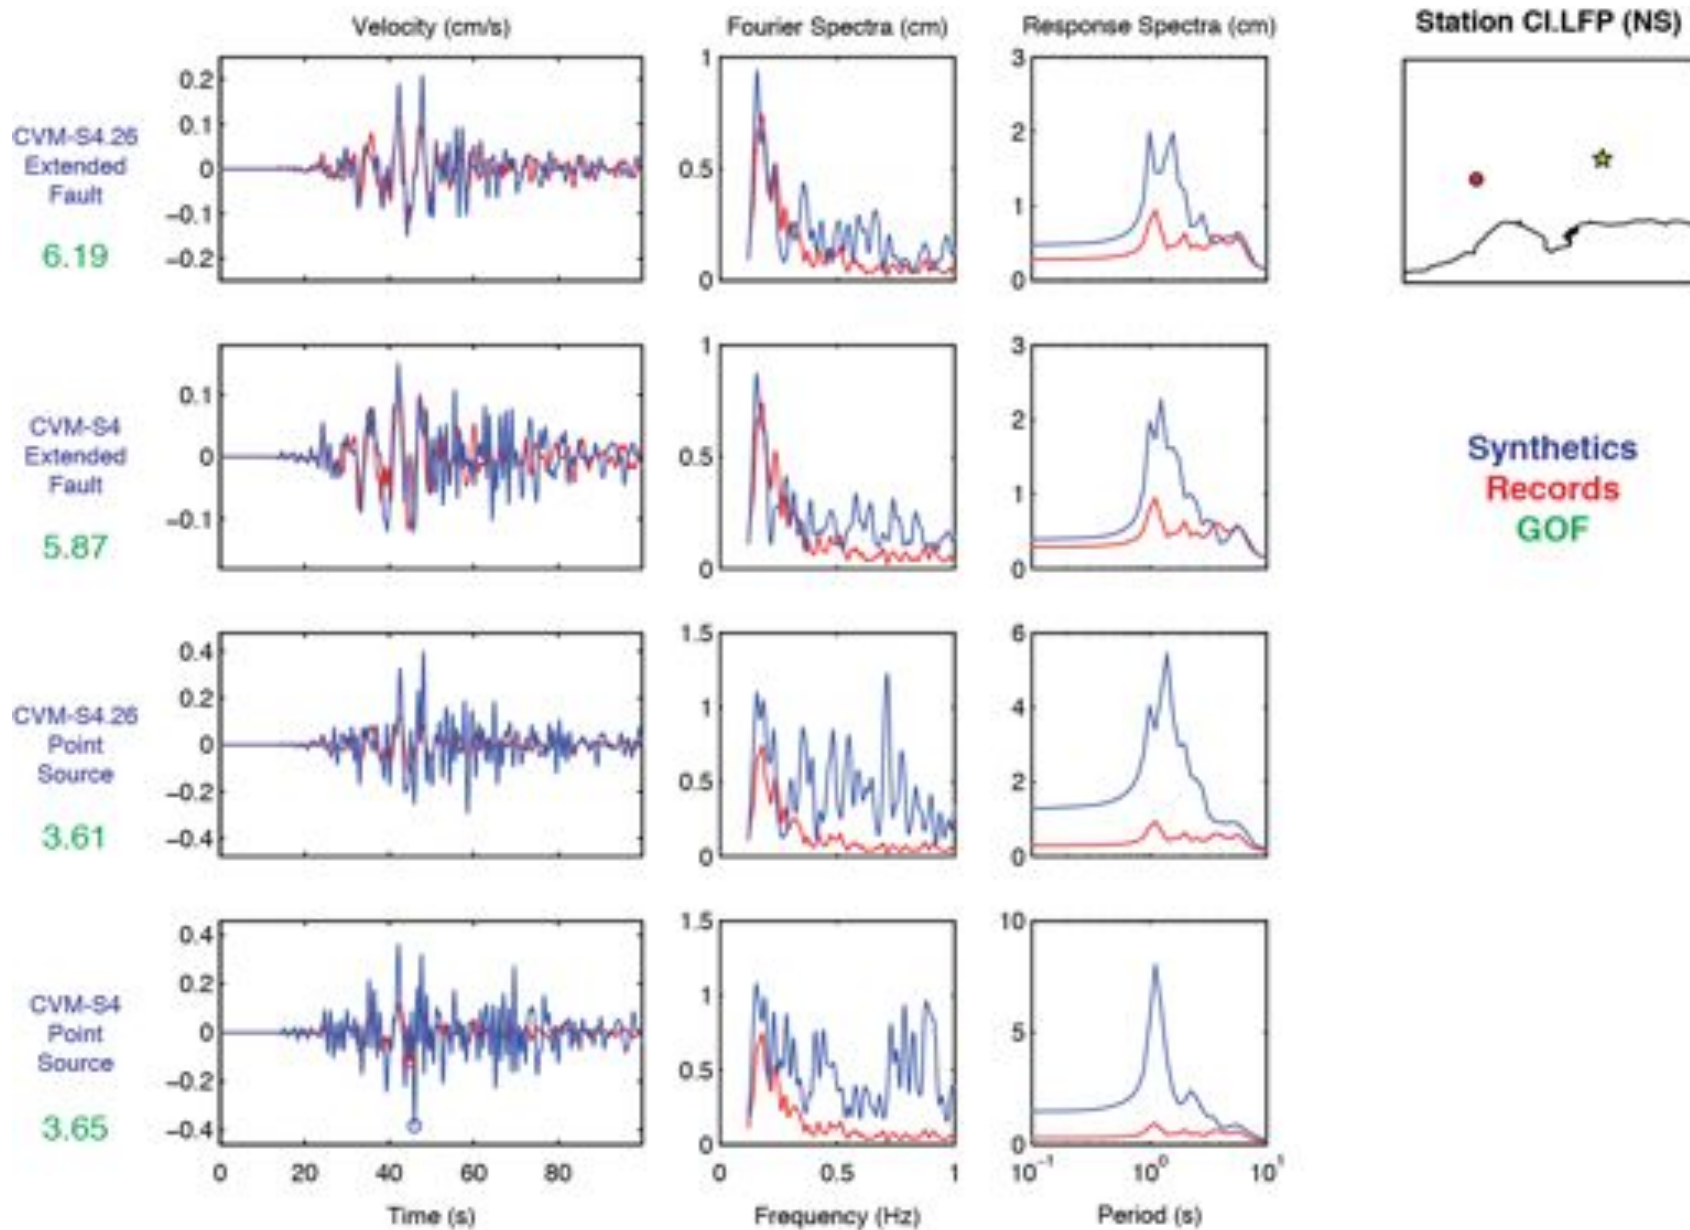 Velocity (cm/s)
Fourier Spectra (cm)
Response Spectra (cm)
Station CI.LFP (NS)
CVM-S4.26
Extended
Fault
6.19
0.2
0.1
0
−0.1
−0.2
1
0.5
0
3
2
1
0
CVM-S4
Extended
Fault
5.87
0.1
0
−0.1
1
0.5
0
3
2
1
0
Synthetics
Records
GOF
CVM-S4.26
Point
Source
3.61
0.4
0.2
0
−0.2
−0.4
1.5
1
0.5
0
6
4
2
0
CVM-S4
Point
Source
3.65
0.4
0.2
0
−0.2
−0.4
1.5
1
0.5
0
10
5
0
0 20 40 60 80
0 0.5 1
10⁻¹ 10⁰ 10¹
Time (s)
Frequency (Hz)
Period (s)